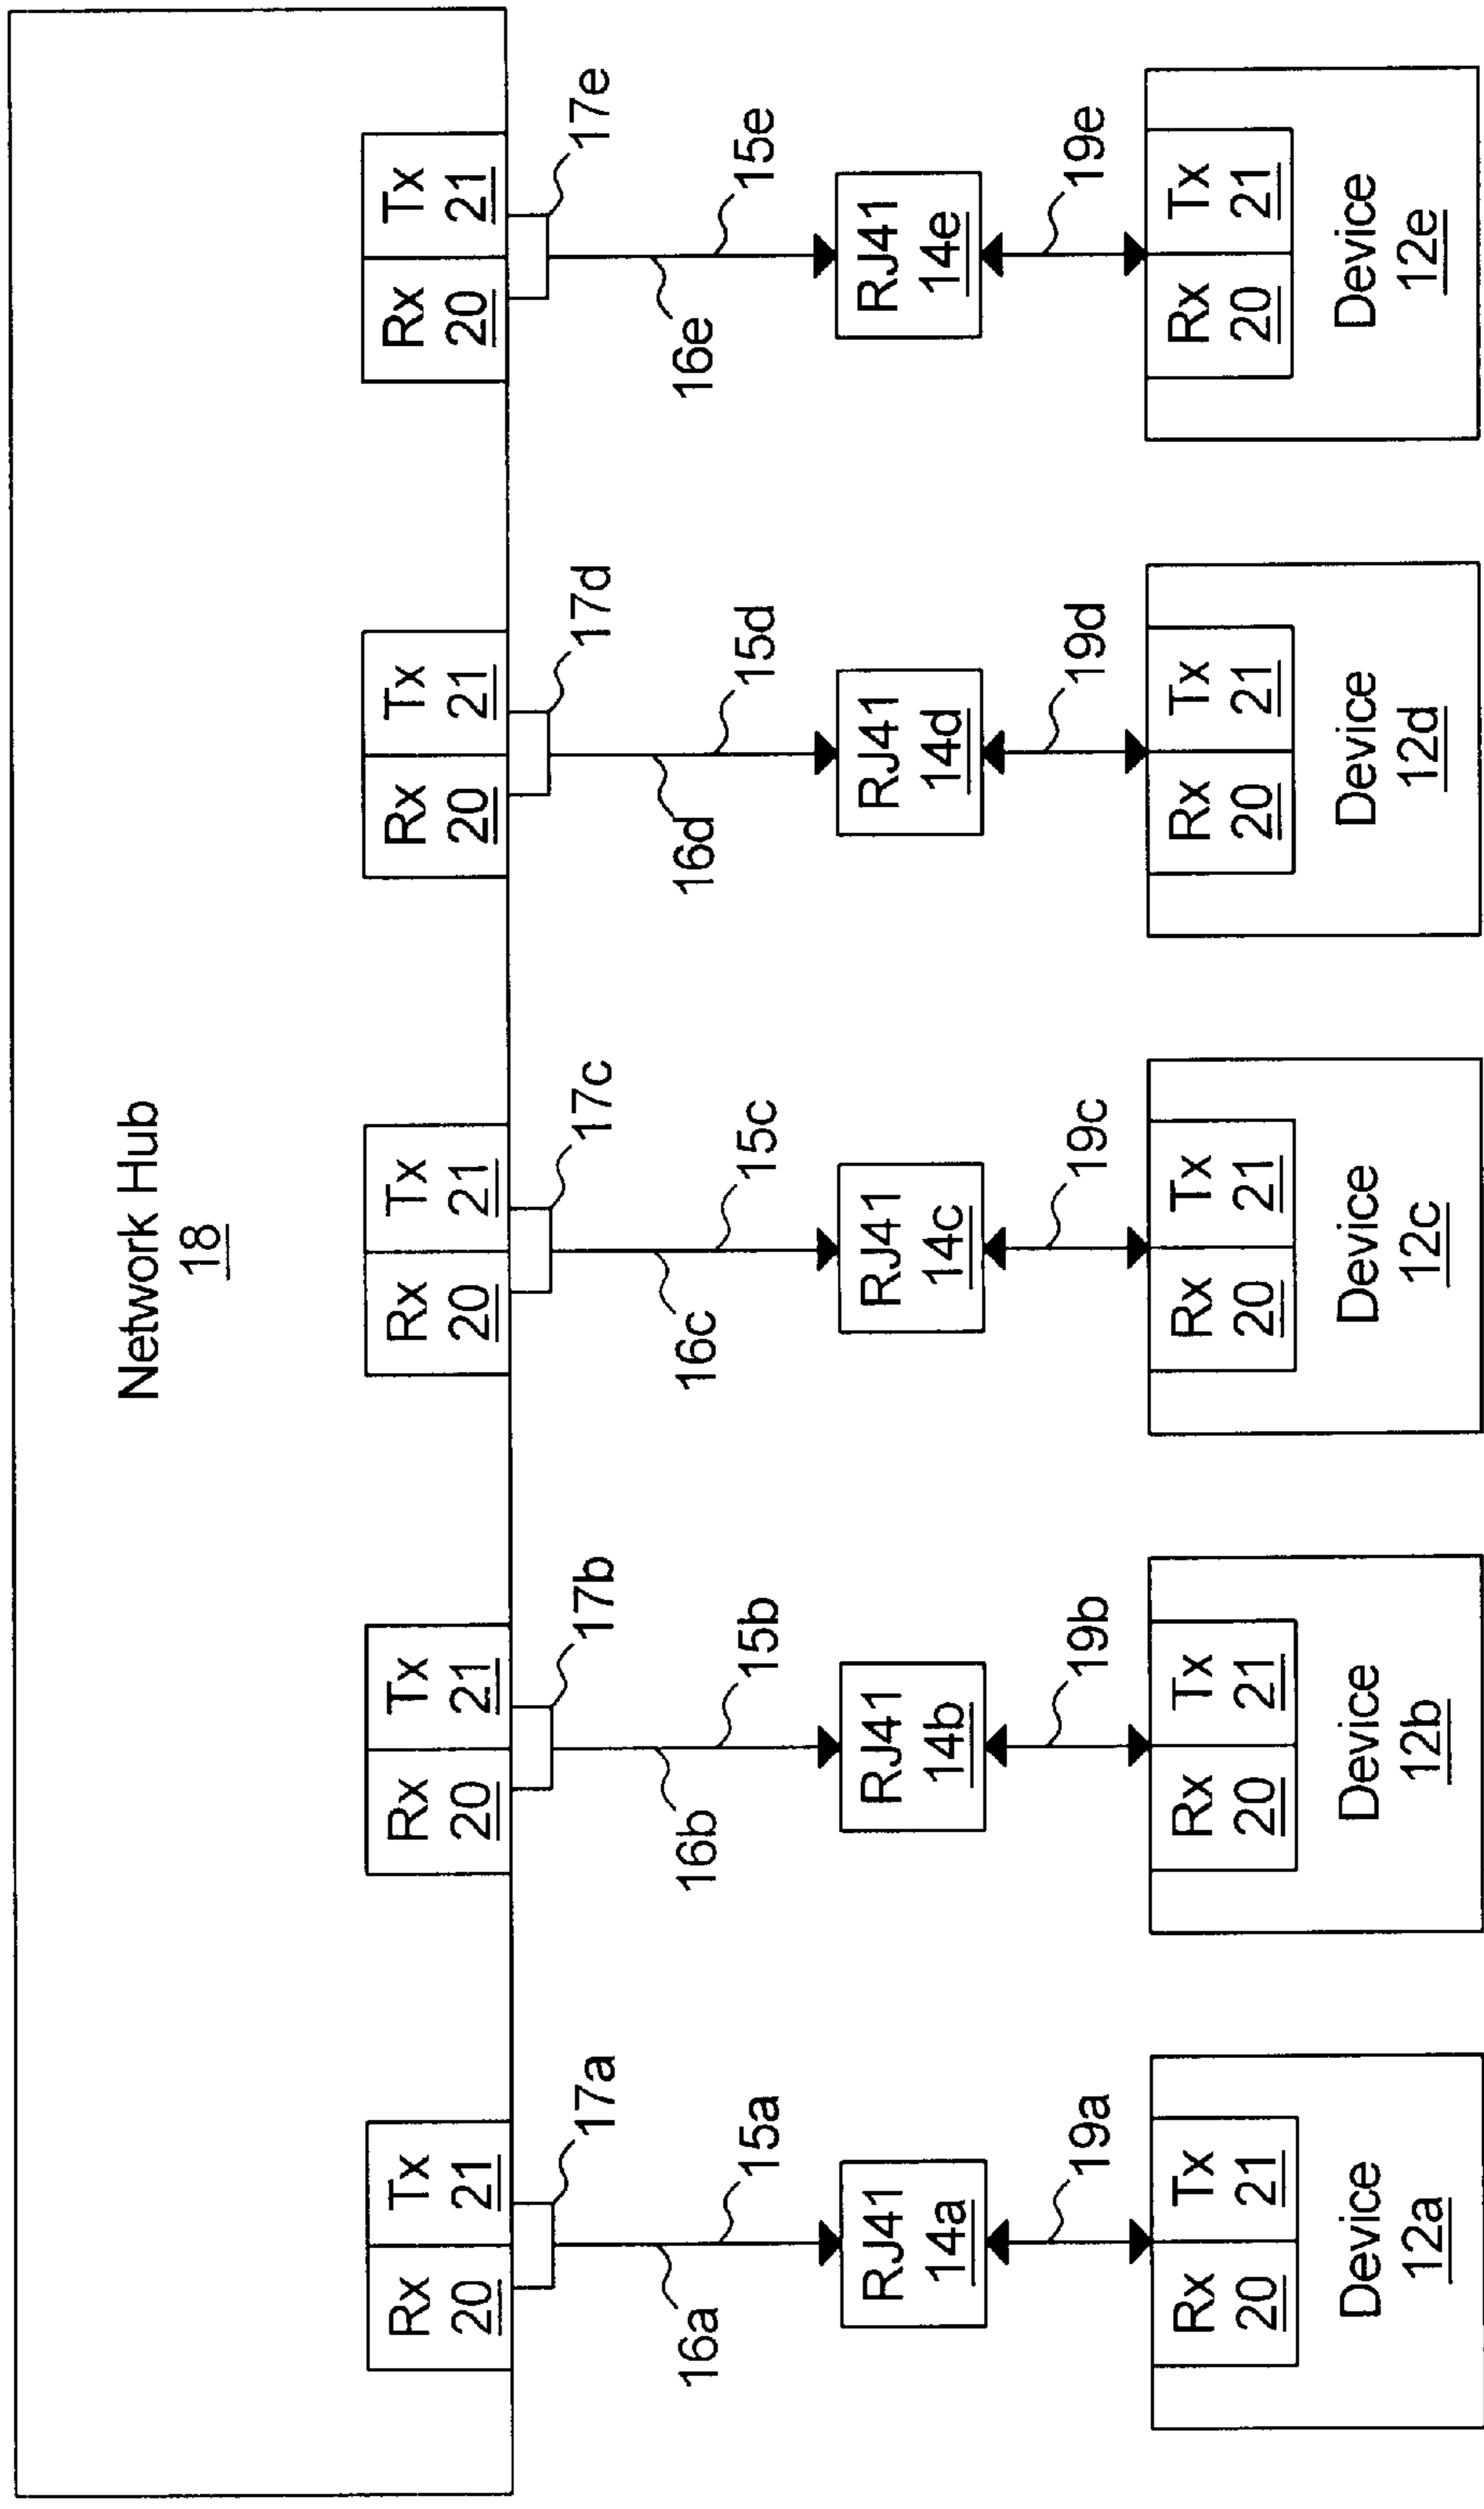 Network Hub
18
Rx Tx
20 21
Rx Tx
20 21
Rx Tx
20 21
Rx Tx
20 21
Rx Tx
20 21
17a
17b
17c
17d
17e
16a
16b
16c
16d
16e
15a
15b
15c
15d
15e
RJ41
14a
RJ41
14b
RJ41
14c
RJ41
14d
RJ41
14e
19a
19b
19c
19d
19e
Rx Tx
20 21
Device
12a
Rx Tx
20 21
Device
12b
Rx Tx
20 21
Device
12c
Rx Tx
20 21
Device
12d
Rx Tx
20 21
Device
12e